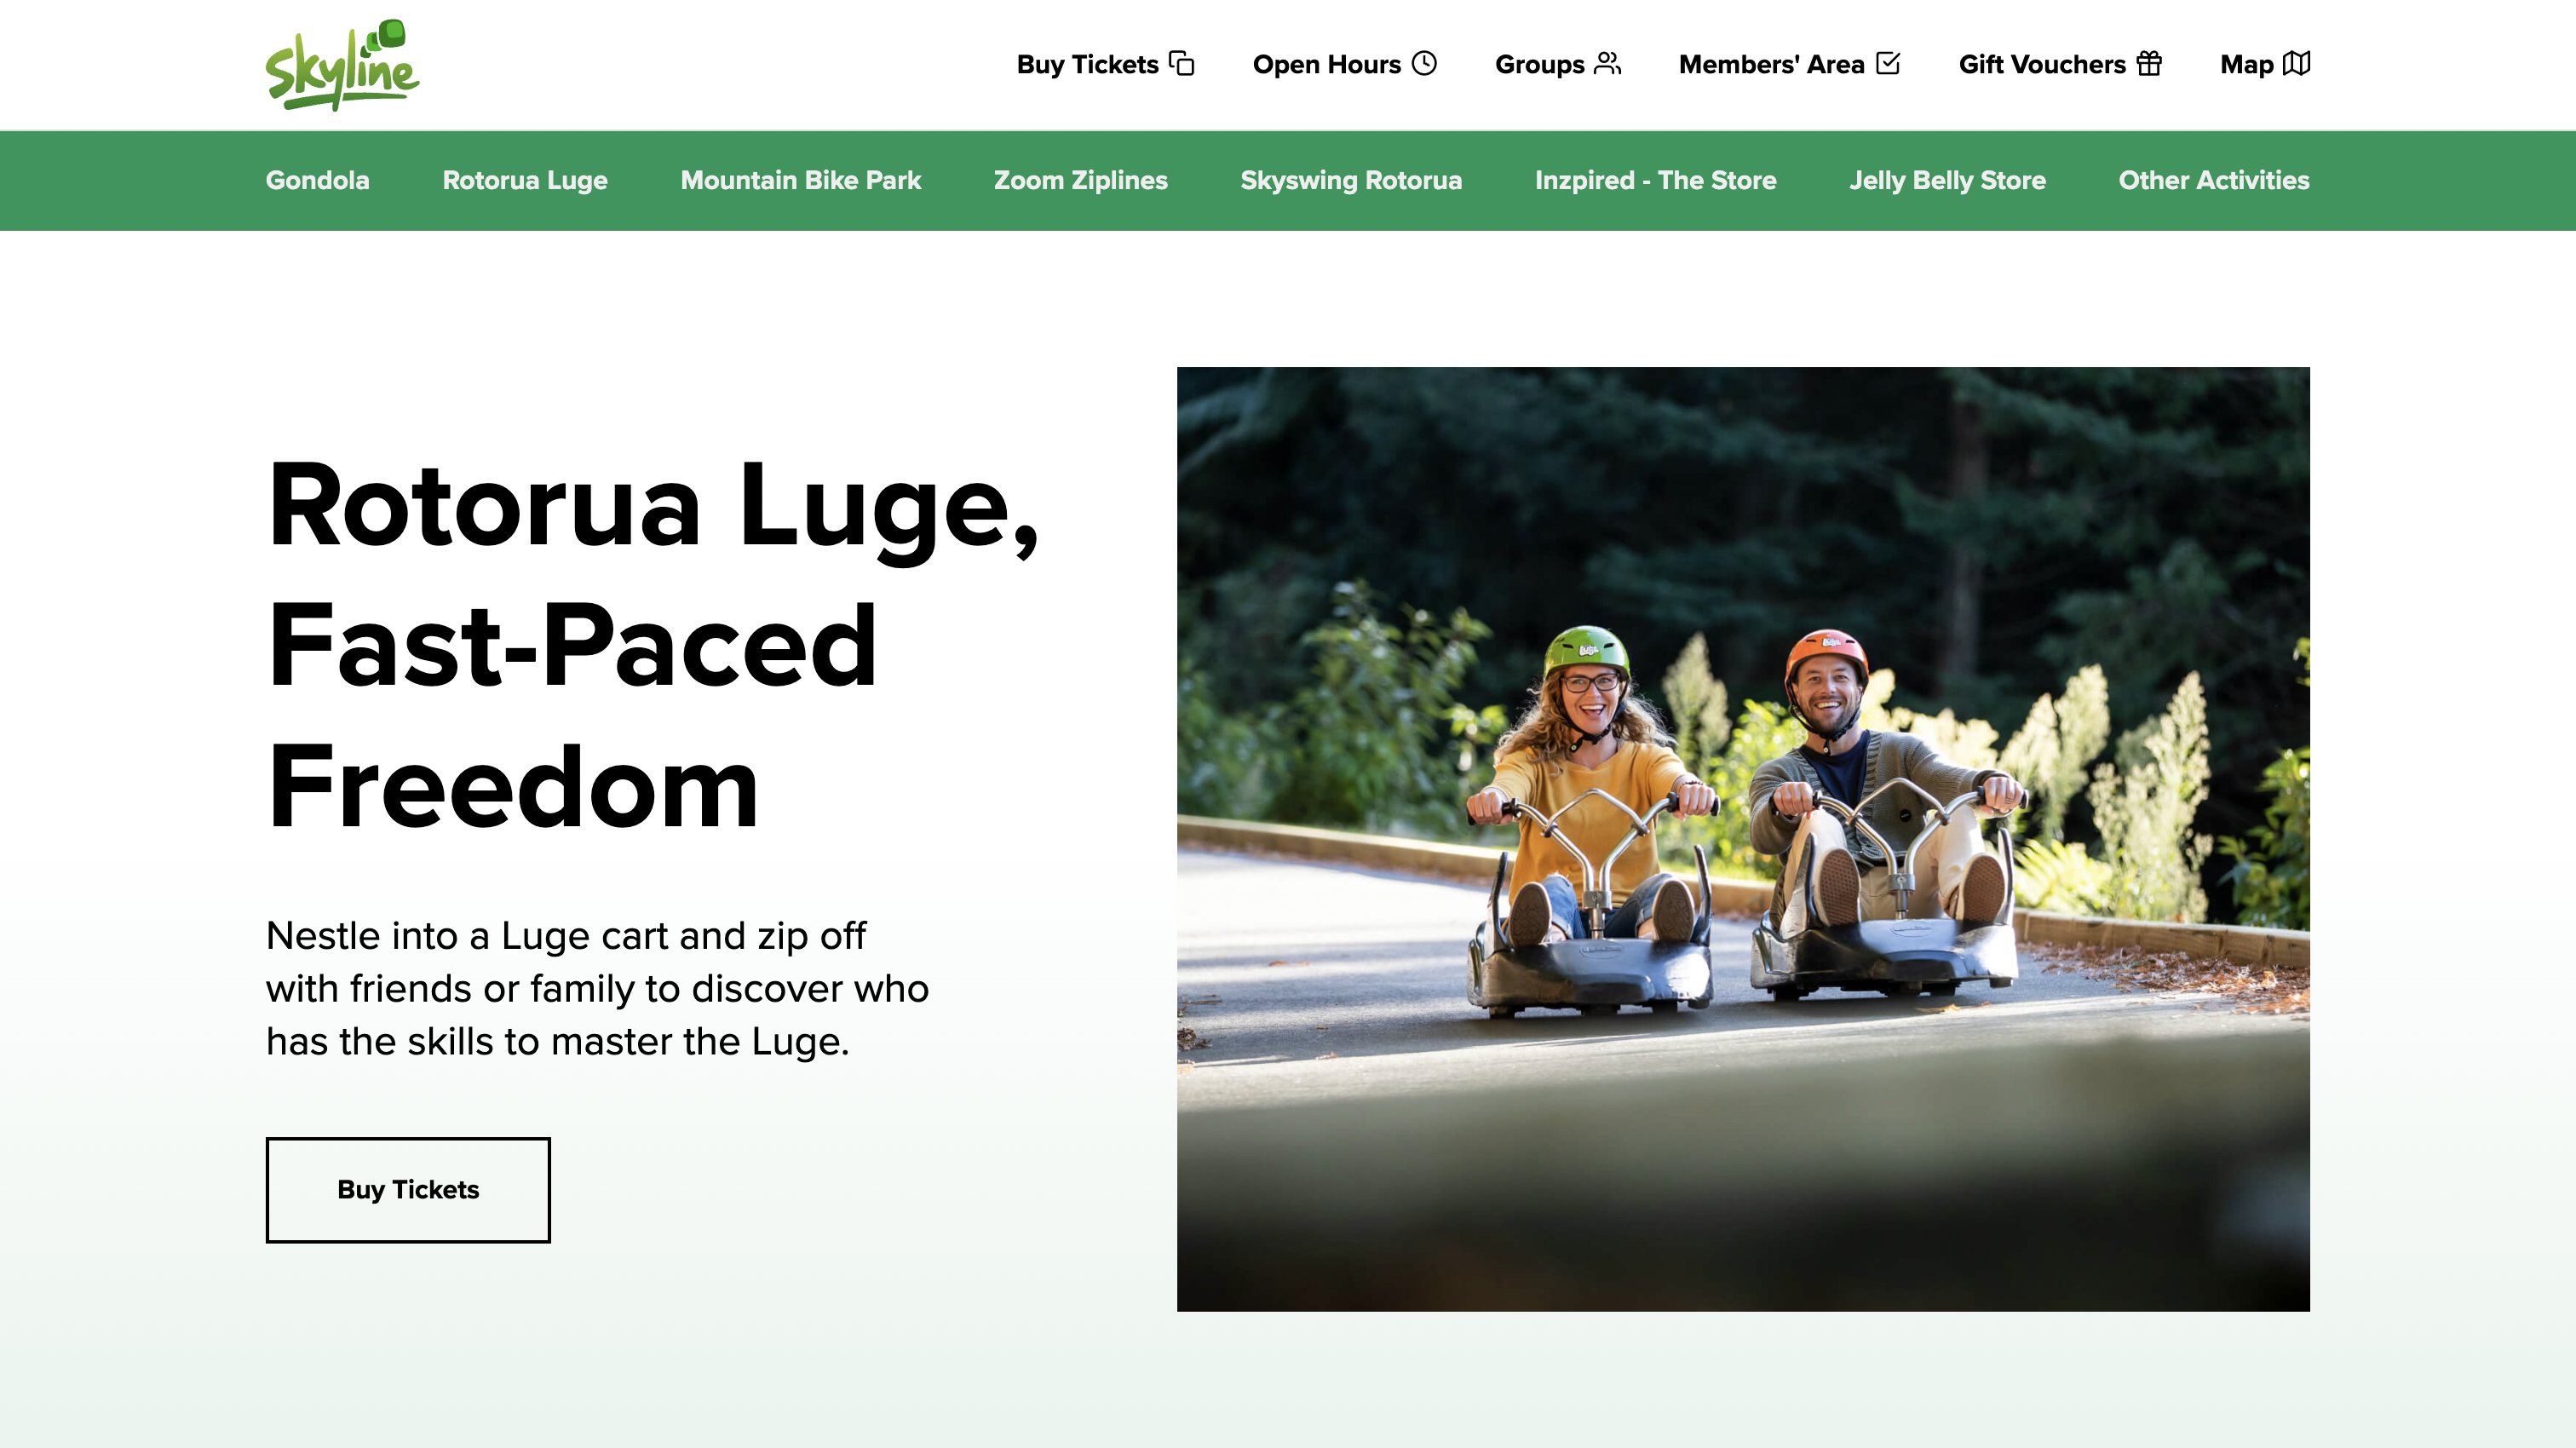 Skyline
Buy Tickets
Open Hours
Groups
Members' Area
Gift Vouchers
Map
Gondola
Rotorua Luge
Mountain Bike Park
Zoom Ziplines
Skyswing Rotorua
Inzpired - The Store
Jelly Belly Store
Other Activities
Rotorua Luge,
Fast-Paced
Freedom
Nestle into a Luge cart and zip off
with friends or family to discover who
has the skills to master the Luge.
Buy Tickets
Luge
Luge